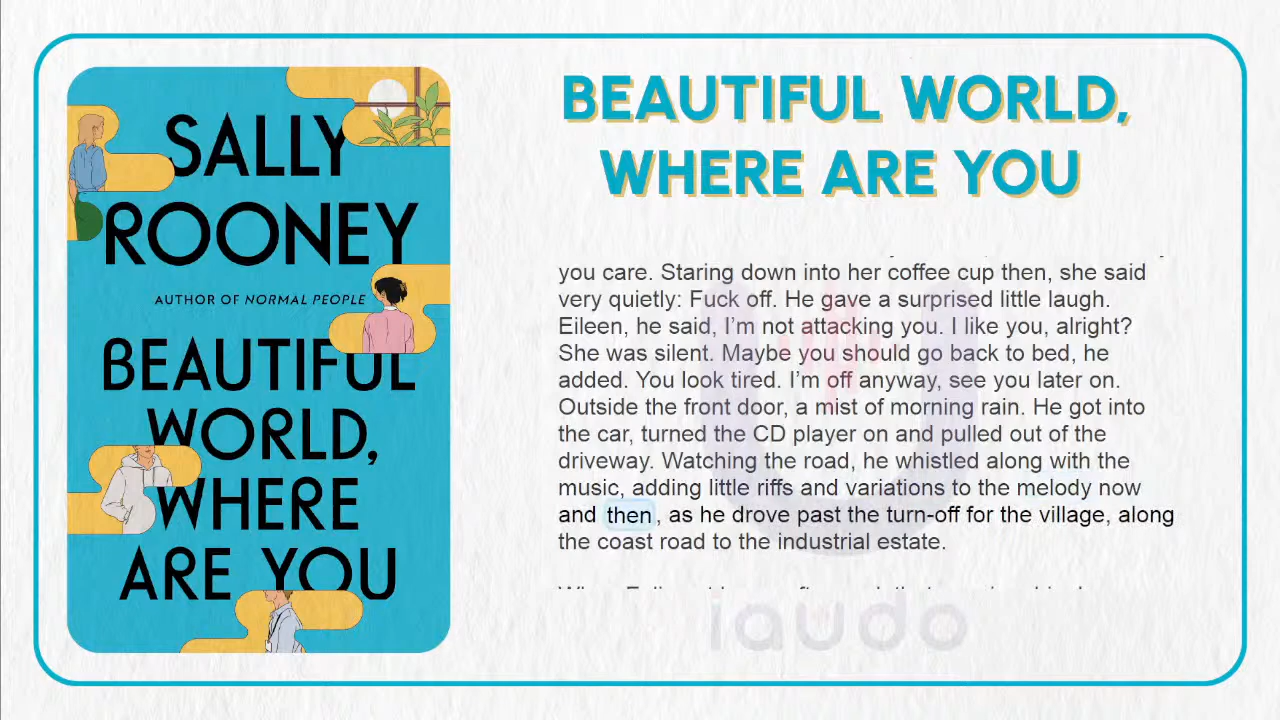 SALLY
ROONEY
AUTHOR OF NORMAL PEOPLE
BEAUTIFUL
WORLD,
WHERE
ARE YOU
BEAUTIFUL WORLD,
WHERE ARE YOU
you care. Staring down into her coffee cup then, she said
very quietly: Fuck off. He gave a surprised little laugh.
Eileen, he said, I’m not attacking you. I like you, alright?
She was silent. Maybe you should go back to bed, he
added. You look tired. I’m off anyway, see you later on.
Outside the front door, a mist of morning rain. He got into
the car, turned the CD player on and pulled out of the
driveway. Watching the road, he whistled along with the
music, adding little riffs and variations to the melody now
and then, as he drove past the turn-off for the village, along
the coast road to the industrial estate.
iaudo